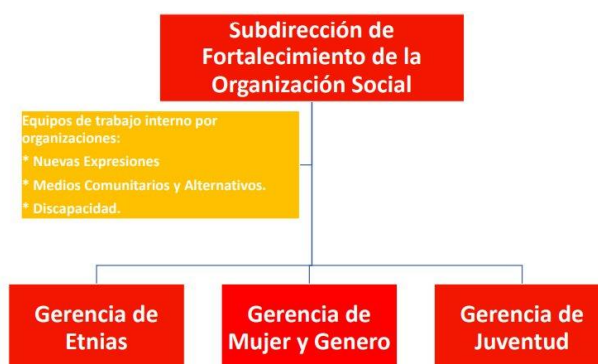 Subdirección de
Fortalecimiento de la
Organización Social
Equipos de trabajo interno por
organizaciones:
* Nuevas Expresiones
* Medios Comunitarios y Alternativos.
* Discapacidad.
Gerencia de
Etnias
Gerencia de
Mujer y Genero
Gerencia de
Juventud